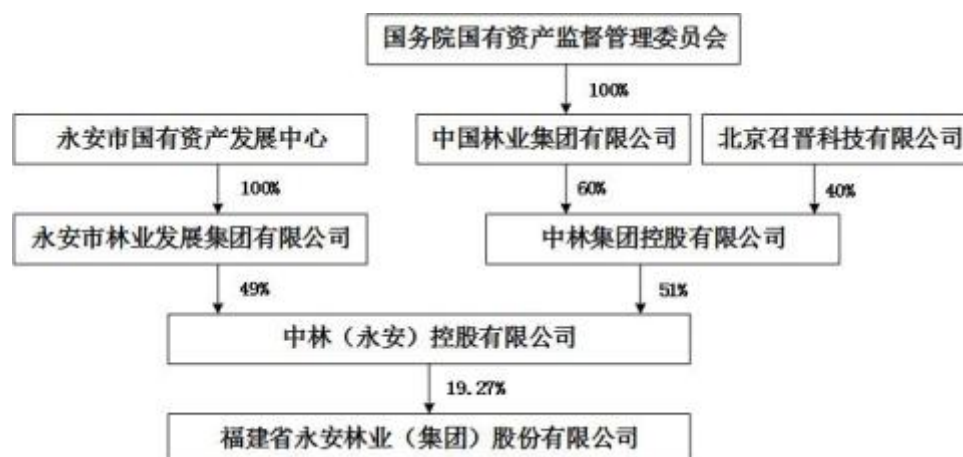 国务院国有资产监督管理委员会
100%
永安市国有资产发展中心
中国林业集团有限公司
北京召晋科技有限公司
100%
60%
40%
永安市林业发展集团有限公司
中林集团控股有限公司
49%
51%
中林（永安）控股有限公司
19.27%
福建省永安林业（集团）股份有限公司